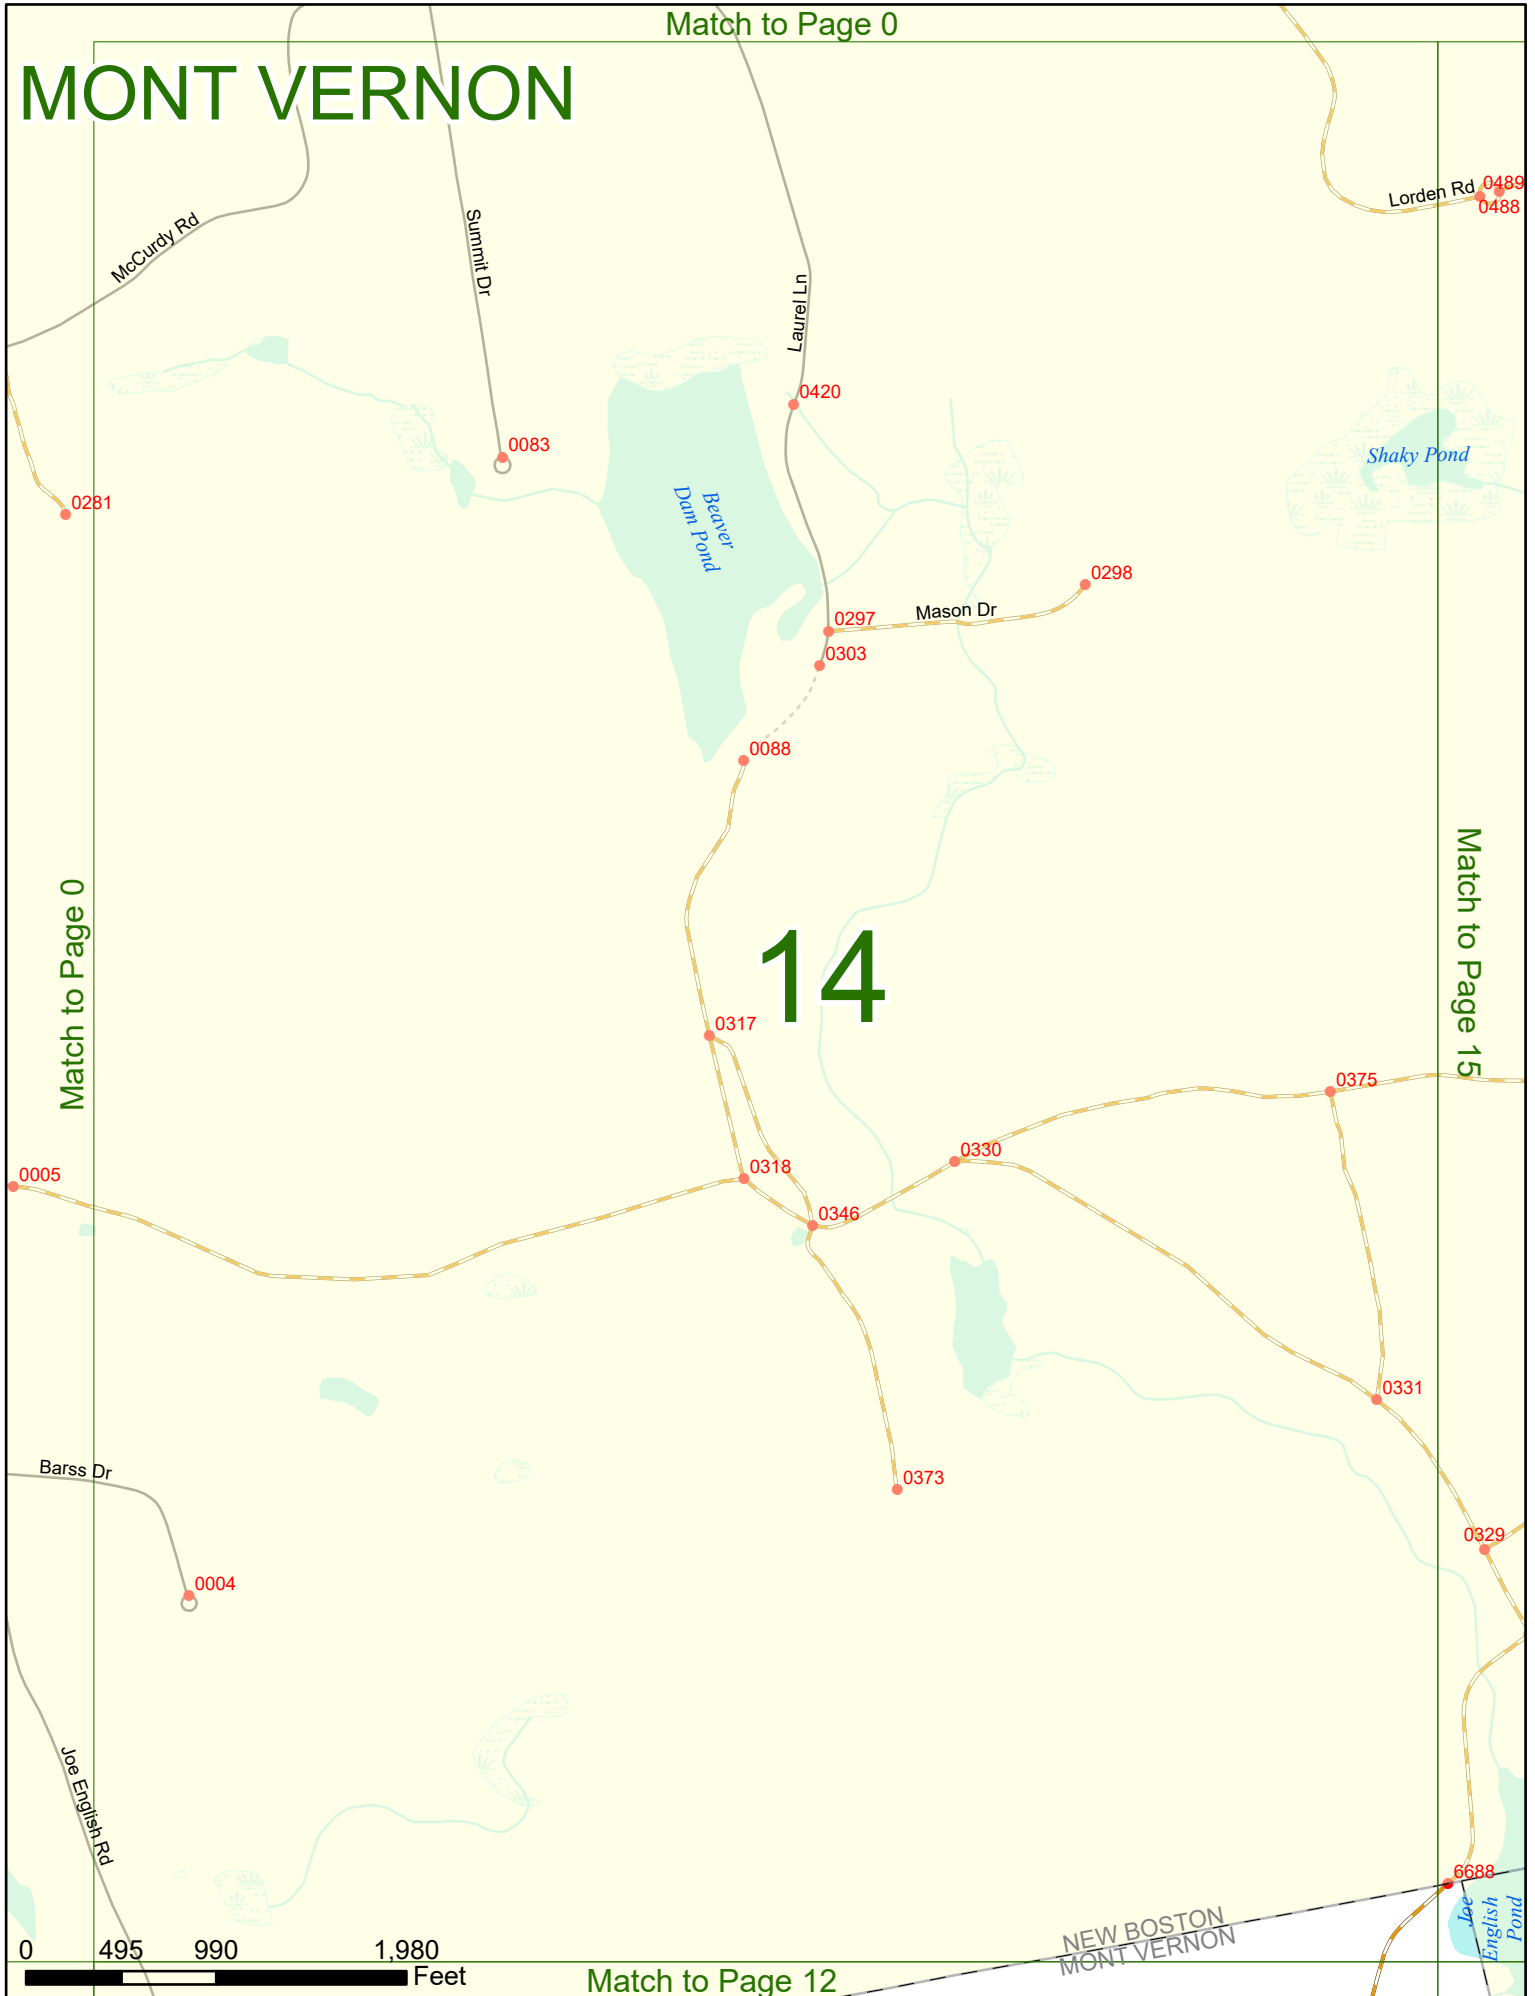 Match to Page 0
MONT VERNON
Lorden Rd
0489
0488
McCurdy Rd
Summit Dr
Laurel Ln
0420
0083
Shaky Pond
0281
Beaver
Dam Pond
0298
Mason Dr
0297
0303
0088
Match to Page 0
14
Match to Page 15
0317
0375
0330
0005
0318
0346
0331
Barss Dr
0373
0329
0004
Joe English Rd
6688
Joe
English
Pond
NEW BOSTON
MONT VERNON
0 495 990 1,980
Feet
Match to Page 12